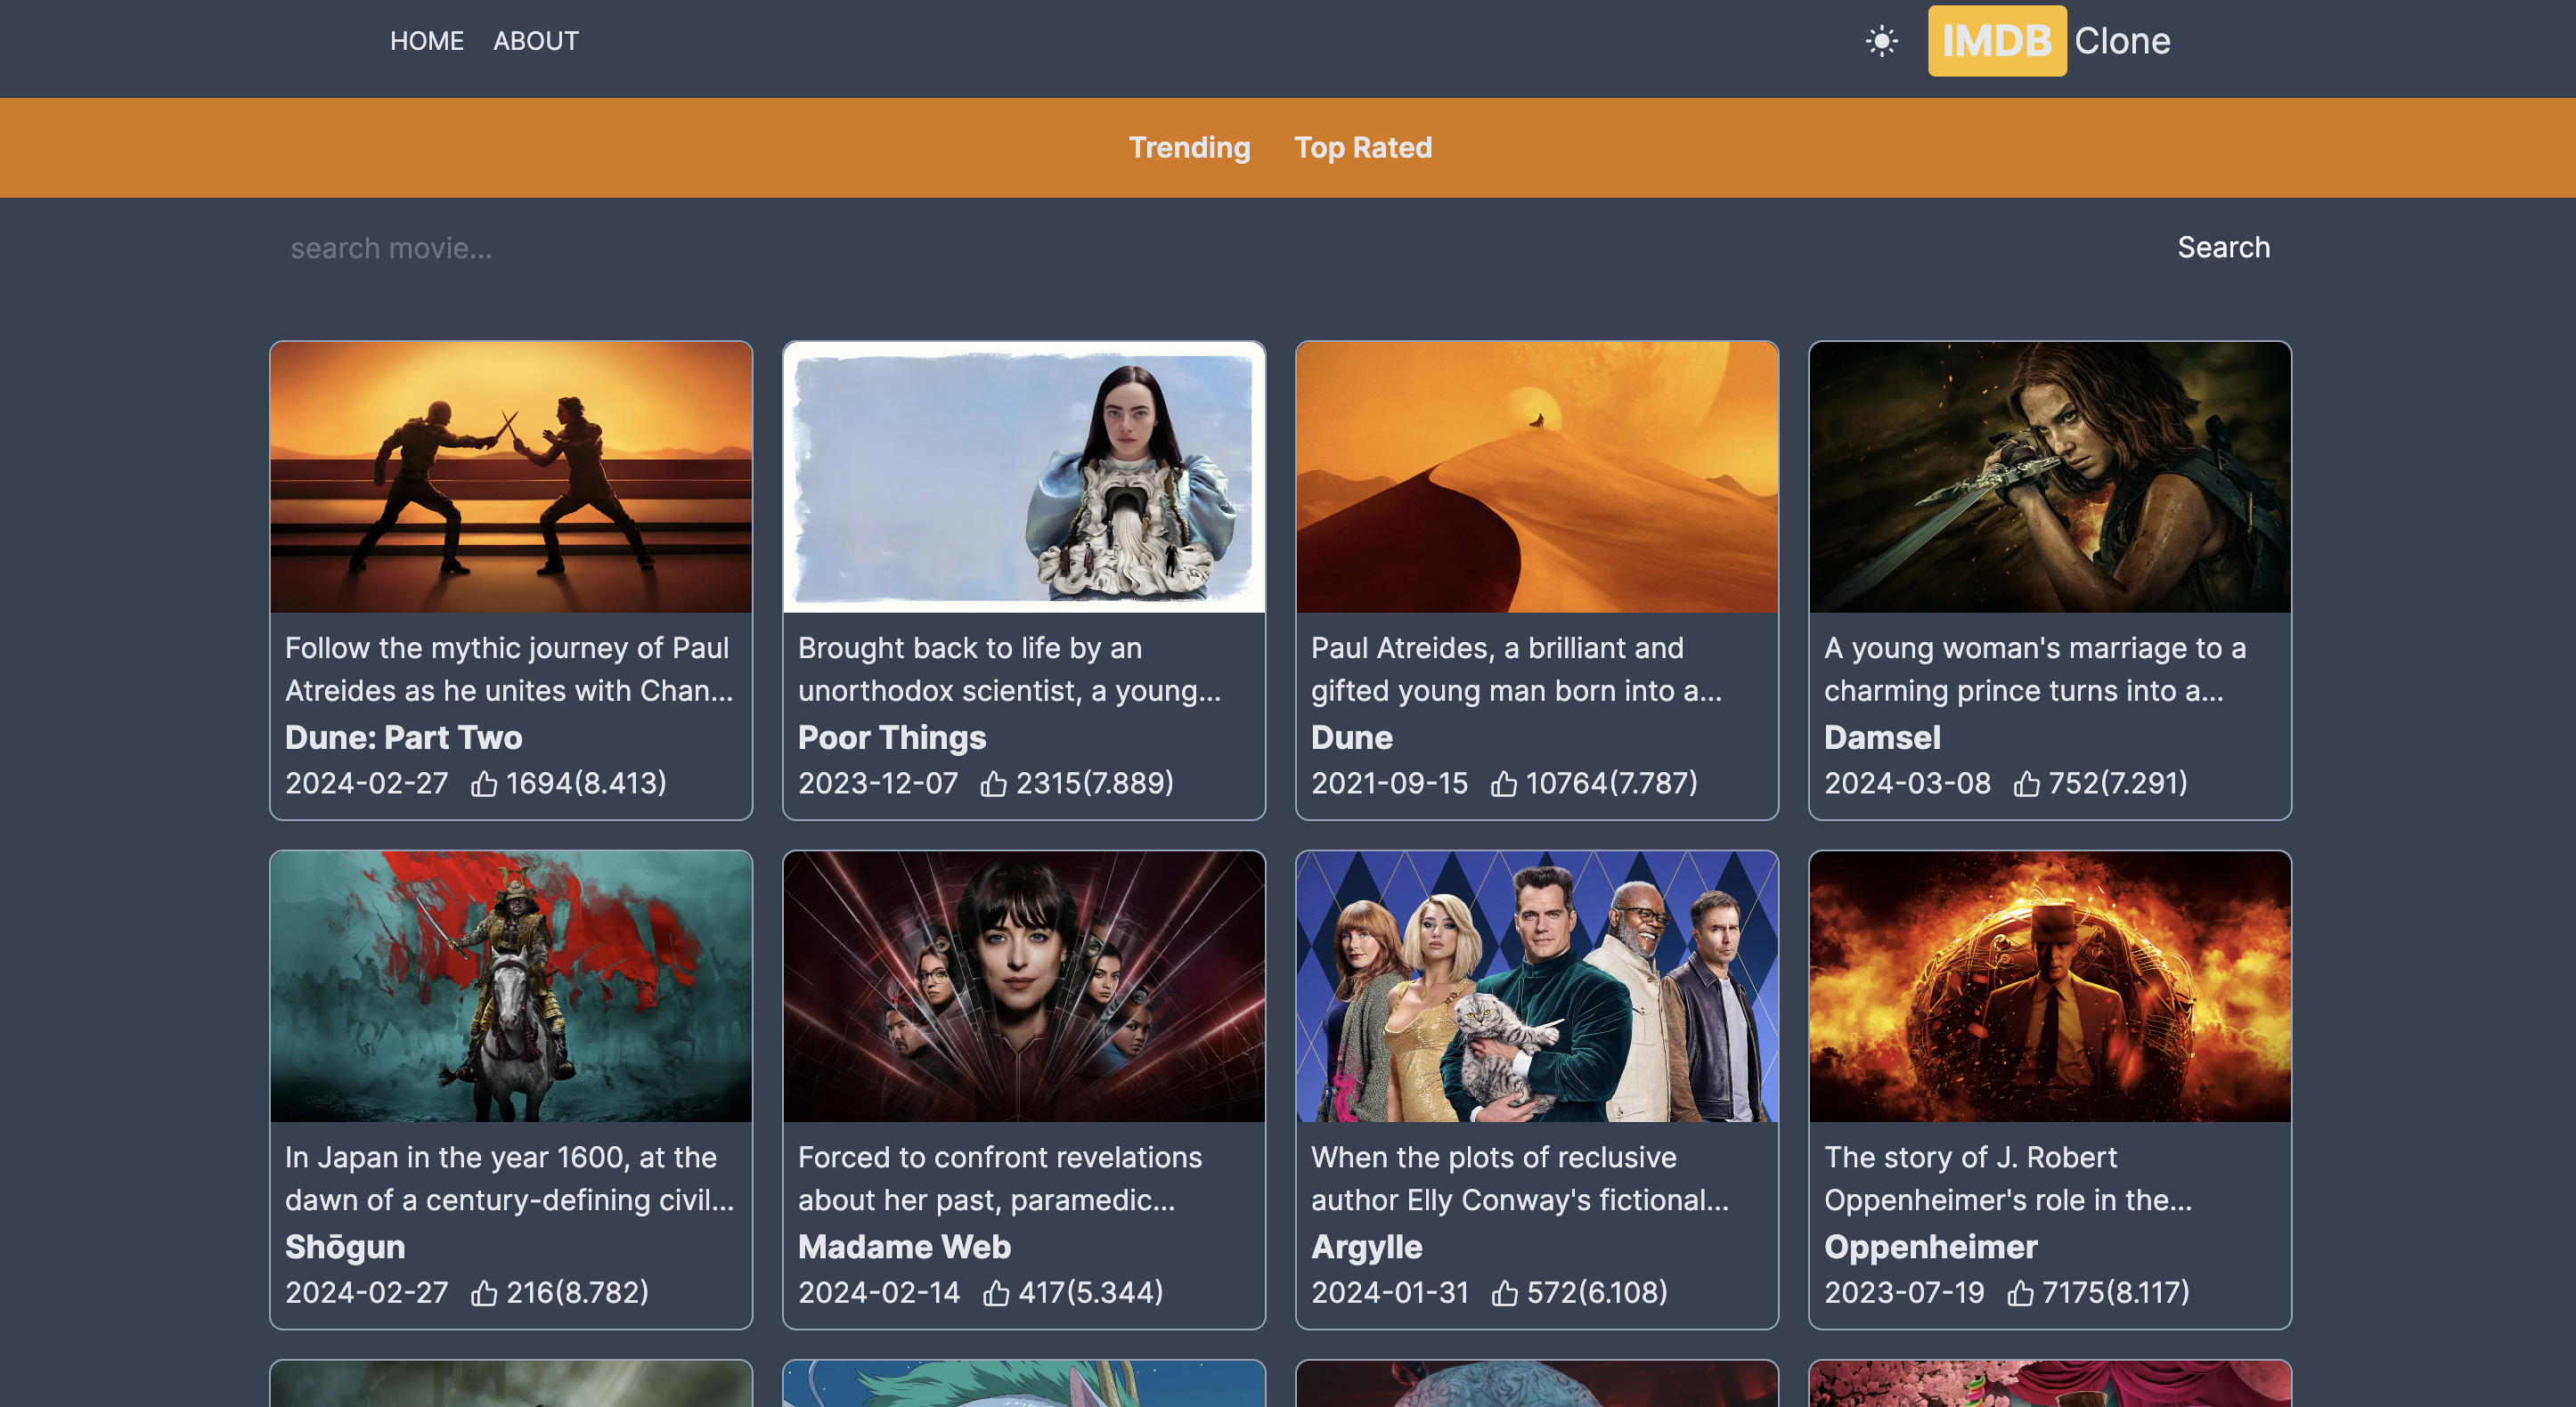 HOME ABOUT IMDB Clone
Trending Top Rated
search movie... Search
Follow the mythic journey of Paul
Atreides as he unites with Chan...
Dune: Part Two
2024-02-27 1694(8.413)
Brought back to life by an
unorthodox scientist, a young...
Poor Things
2023-12-07 2315(7.889)
Paul Atreides, a brilliant and
gifted young man born into a...
Dune
2021-09-15 10764(7.787)
A young woman's marriage to a
charming prince turns into a...
Damsel
2024-03-08 752(7.291)
In Japan in the year 1600, at the
dawn of a century-defining civil...
Shōgun
2024-02-27 216(8.782)
Forced to confront revelations
about her past, paramedic...
Madame Web
2024-02-14 417(5.344)
When the plots of reclusive
author Elly Conway's fictional...
Argylle
2024-01-31 572(6.108)
The story of J. Robert
Oppenheimer's role in the...
Oppenheimer
2023-07-19 7175(8.117)